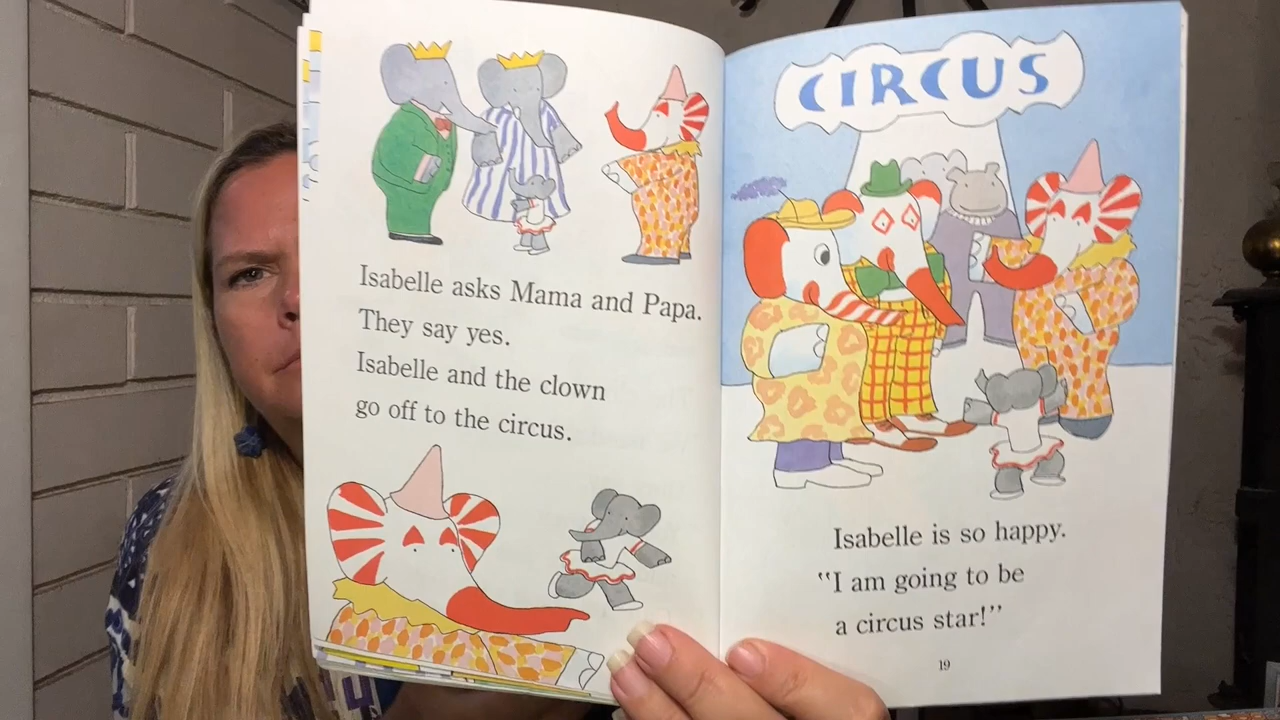 Isabelle asks Mama and Papa.
They say yes.
Isabelle and the clown
go off to the circus.
CIRCUS
Isabelle is so happy.
"I am going to be
a circus star!"
19